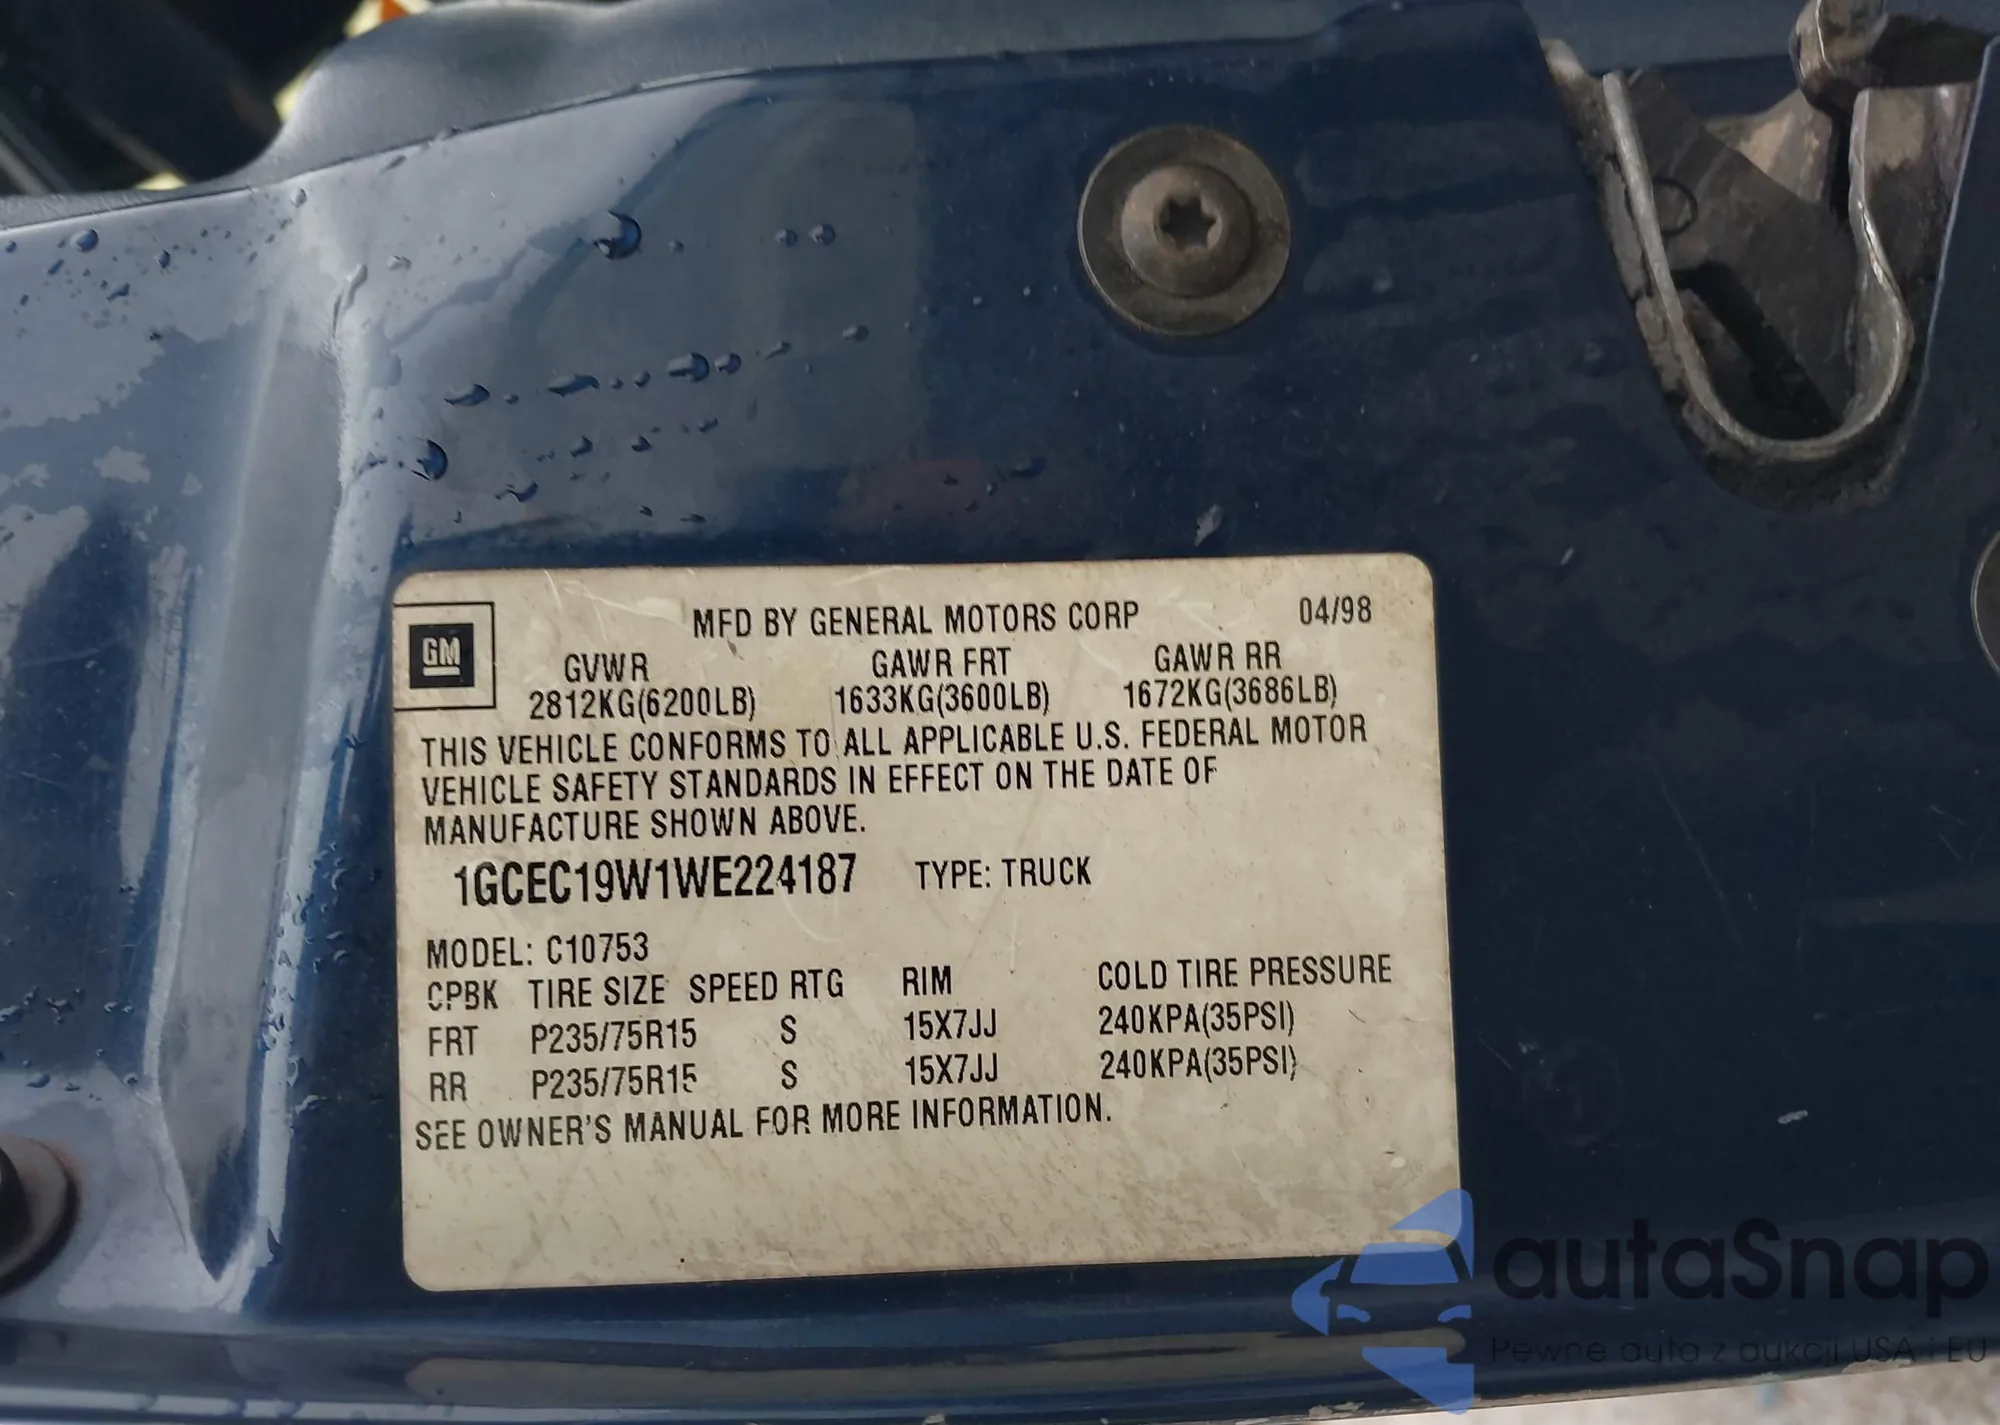 MFD BY GENERAL MOTORS CORP 04/98
GM
GVWR GAWR FRT GAWR RR
2812KG(6200LB) 1633KG(3600LB) 1672KG(3686LB)
THIS VEHICLE CONFORMS TO ALL APPLICABLE U.S. FEDERAL MOTOR
VEHICLE SAFETY STANDARDS IN EFFECT ON THE DATE OF
MANUFACTURE SHOWN ABOVE.
1GCEC19W1WE224187 TYPE: TRUCK
MODEL: C10753
CPBK TIRE SIZE SPEED RTG RIM COLD TIRE PRESSURE
FRT P235/75R15 S 15X7JJ 240KPA(35PSI)
RR P235/75R15 S 15X7JJ 240KPA(35PSI)
SEE OWNER'S MANUAL FOR MORE INFORMATION.
autaSnap
Pewne auta z aukcji USA i EU